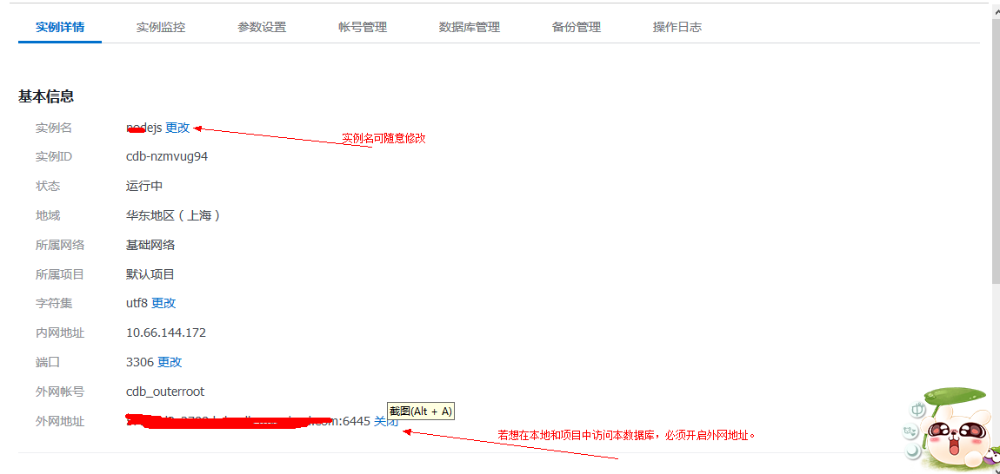 实例详情 实例监控 参数设置 帐号管理 数据库管理 备份管理 操作日志
基本信息
实例名 nodejs 更改
实例名可随意修改
实例ID cdb-nzmvug94
状态 运行中
地域 华东地区（上海）
所属网络 基础网络
所属项目 默认项目
字符集 utf8 更改
内网地址 10.66.144.172
端口 3306 更改
外网帐号 cdb_outerroot
截图(Alt + A)
外网地址 .com:6445 关闭
若想在本地和项目中访问本数据库，必须开启外网地址。